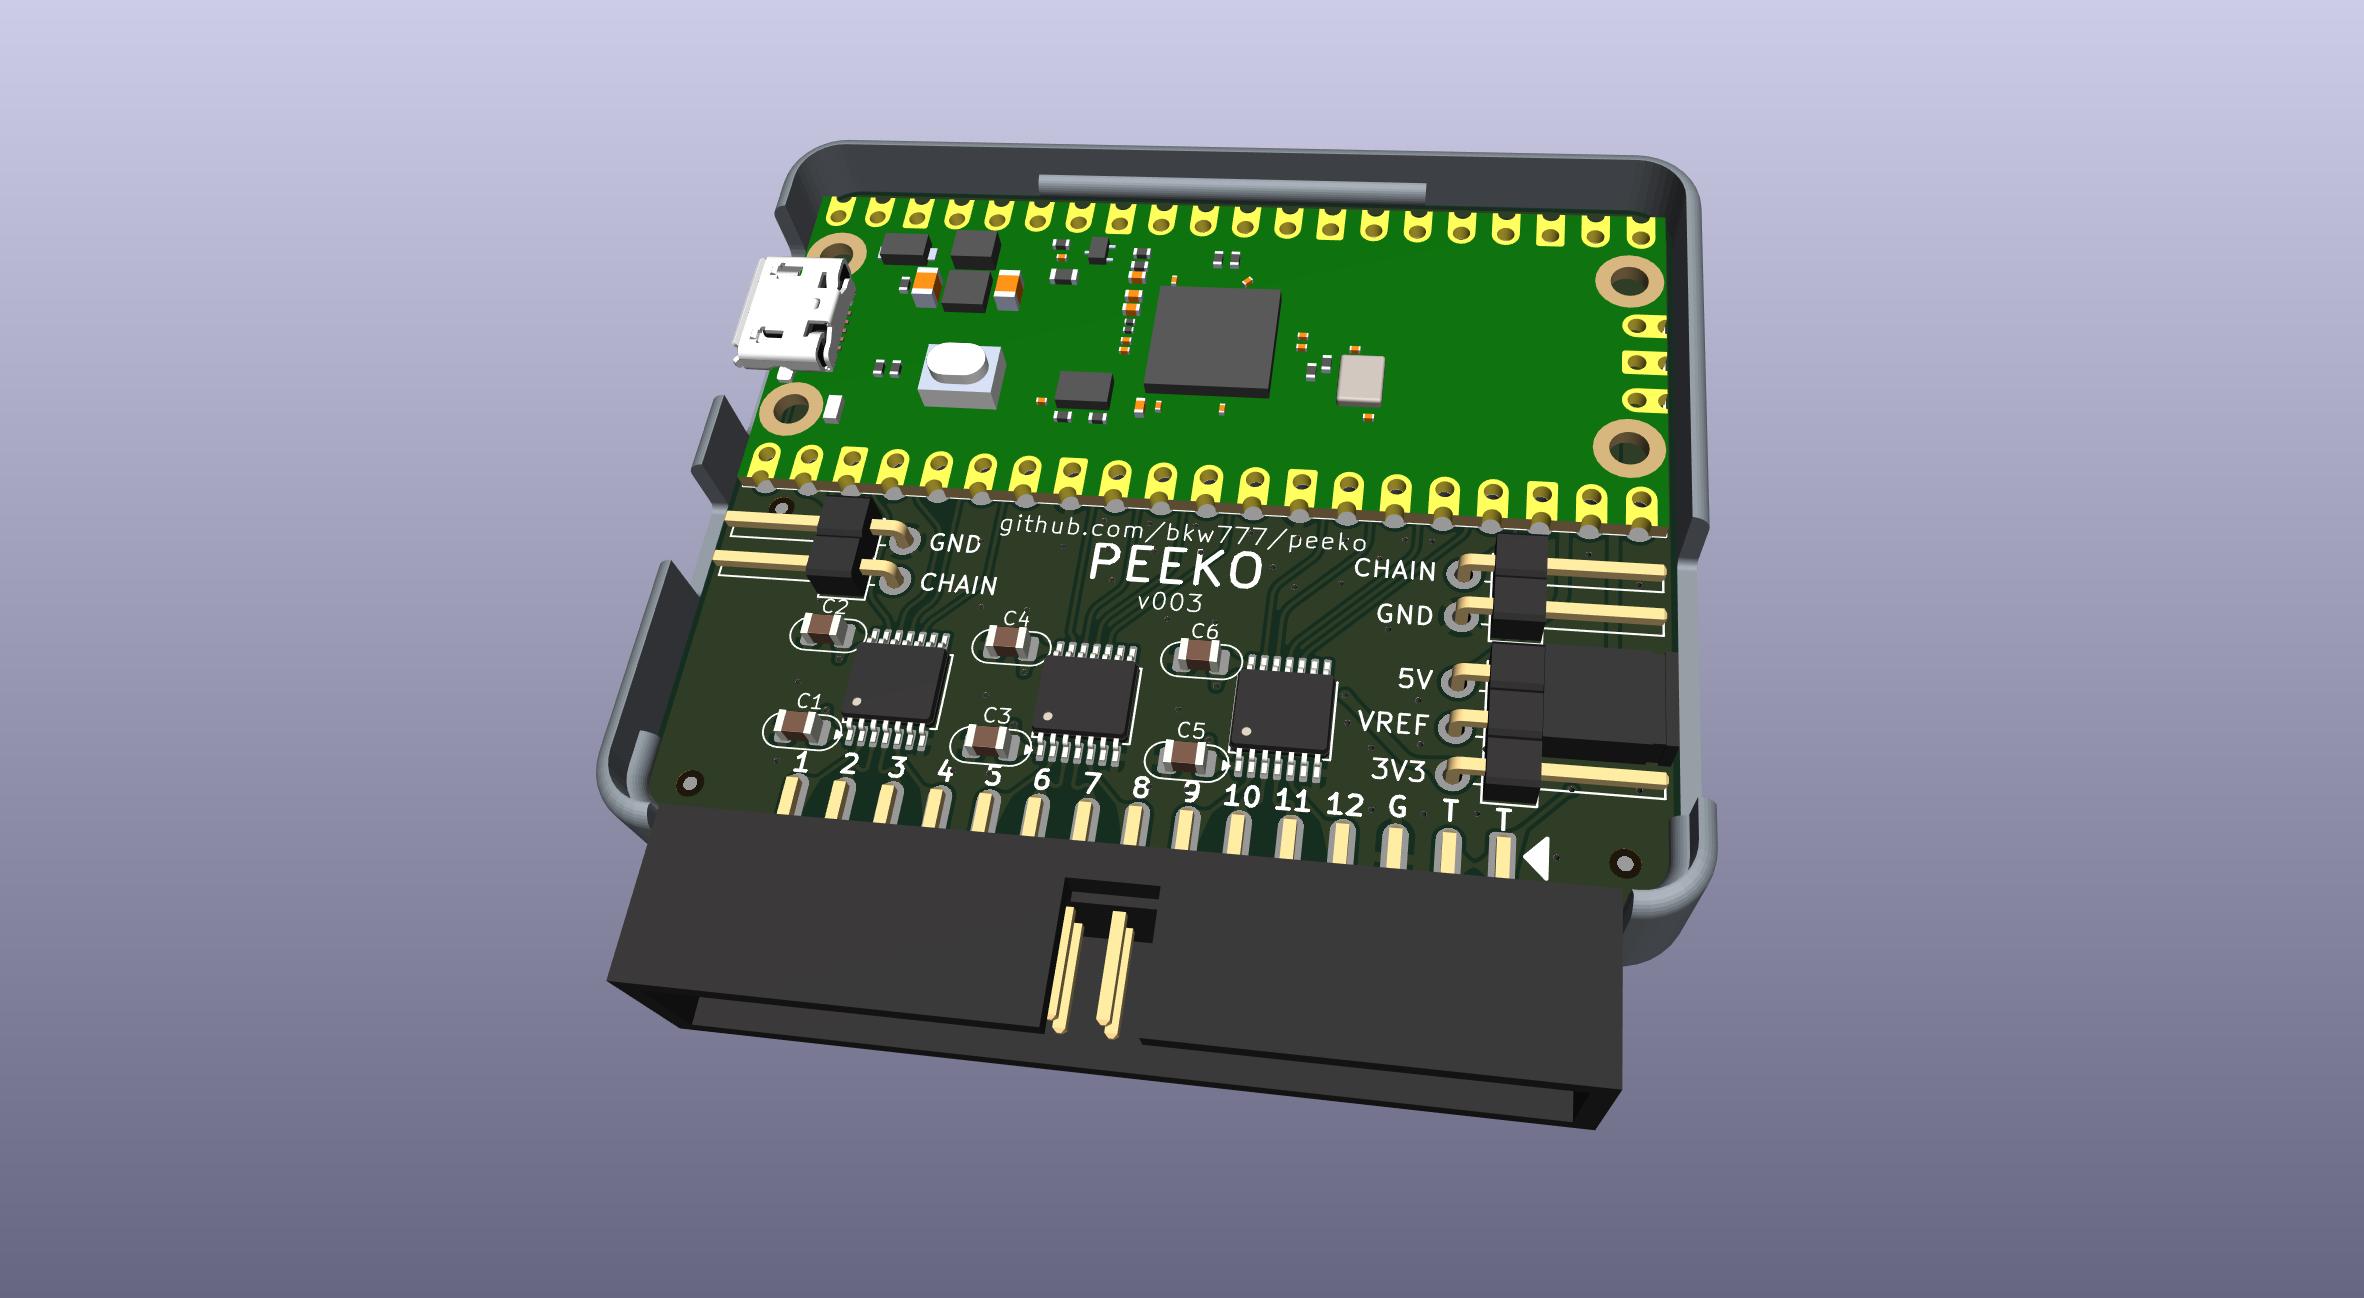 github.com/bkw777/peeko
PEEKO
v003
GND
CHAIN
CHAIN
GND
5V
VREF
3V3
C2
C4
C6
C1
C3
C5
1 2 3 4 5 6 7 8 9 10 11 12 G T T